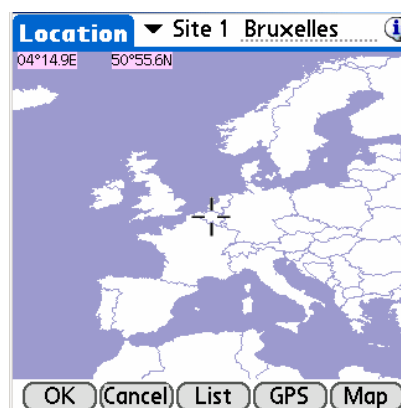 Location Site 1 Bruxelles
04°14.9E 50°55.6N
OK Cancel List GPS Map